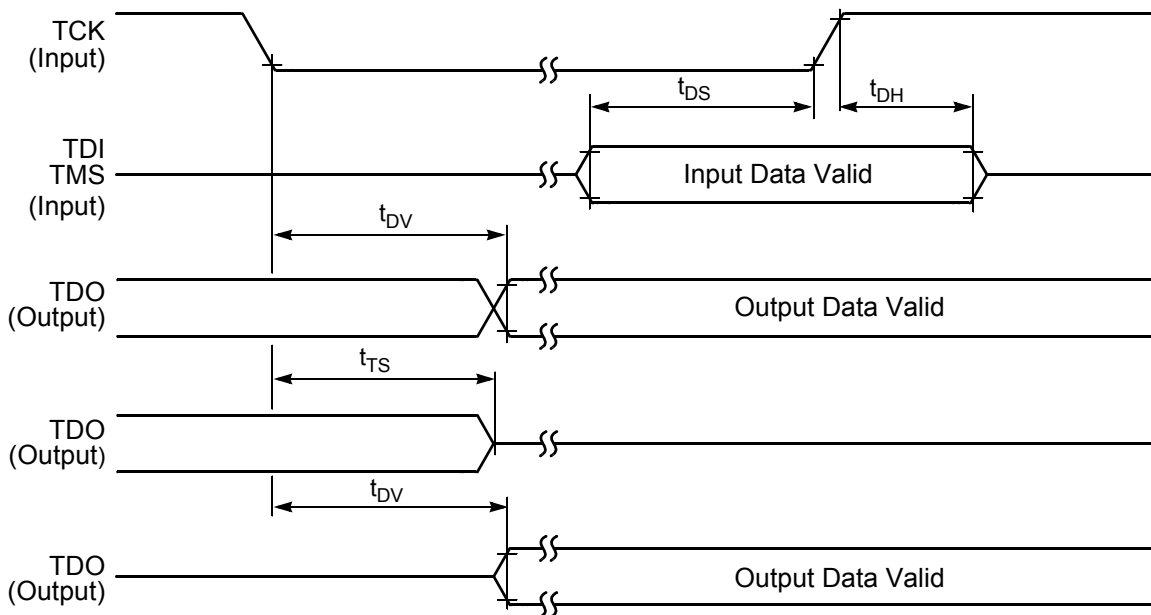 TCK
(Input)
tDS
tDH
TDI
TMS
(Input)
Input Data Valid
tDV
TDO
(Output)
Output Data Valid
tTS
TDO
(Output)
tDV
TDO
(Output)
Output Data Valid